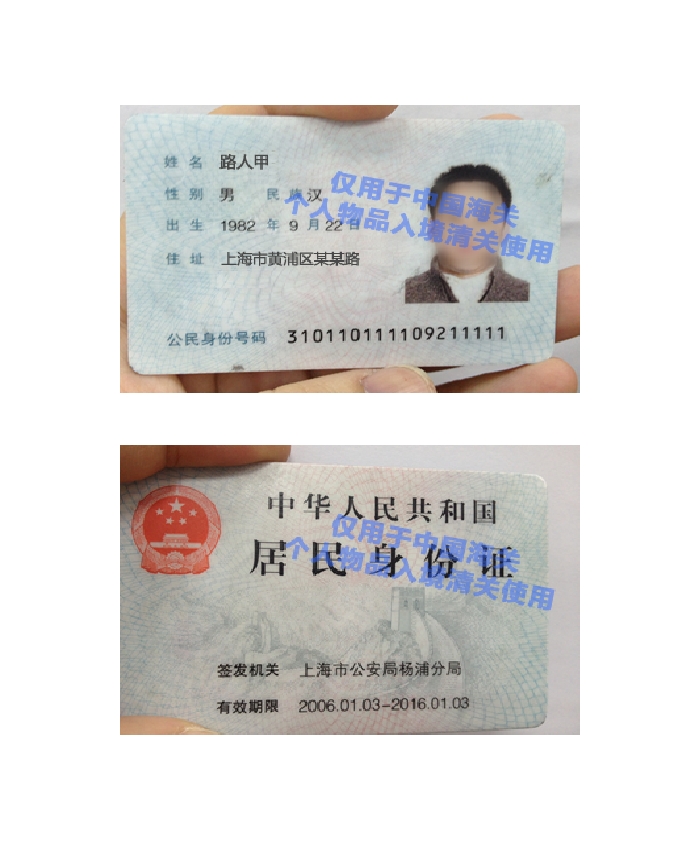 姓名 路人甲
性别 男 民族 汉
出生 1982 年 9 月 22 日
住址 上海市黄浦区某某路
公民身份号码 310110111109211111
仅用于中国海关
个人物品入境清关使用
中华人民共和国
居民身份证
仅用于中国海关
个人物品入境清关使用
签发机关 上海市公安局杨浦分局
有效期限 2006.01.03-2016.01.03